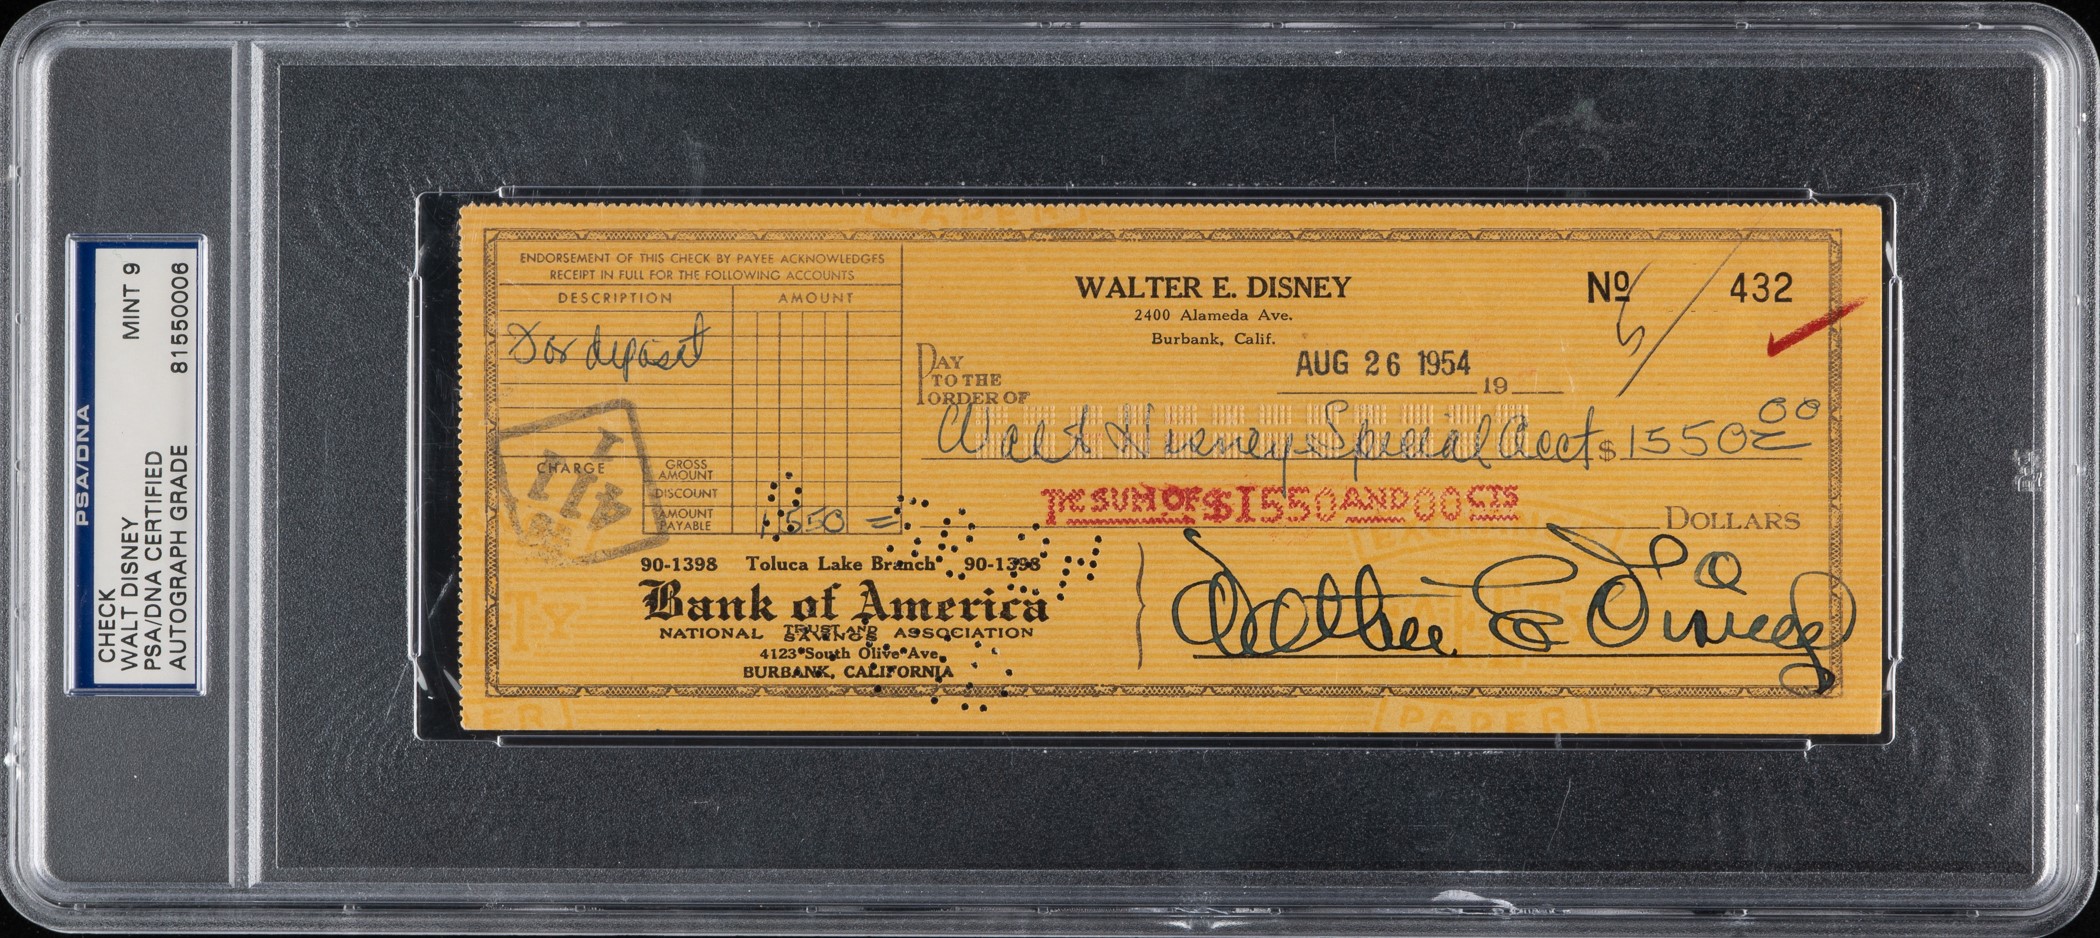 PSA/DNA
CHECK MINT 9
WALT DISNEY
PSA/DNA CERTIFIED
AUTOGRAPH GRADE 81550006
PAPER
ENDORSEMENT OF THIS CHECK BY PAYEE ACKNOWLEDGES
RECEIPT IN FULL FOR THE FOLLOWING ACCOUNTS
DESCRIPTION AMOUNT
For deposit
CHARGE
GROSS AMOUNT
DISCOUNT
AMOUNT PAYABLE 1550 =
WALTER E. DISNEY
2400 Alameda Ave.
Burbank, Calif.
No 432
AUG 26 1954 19
PAY TO THE ORDER OF
Walt Disney Special Acct $ 1550 00
The SUM OF $1550 AND 00 CTS DOLLARS
90-1398 Toluca Lake Branch 90-1398
Bank of America
NATIONAL TRUST AND SAVINGS ASSOCIATION
4123 South Olive Ave.
BURBANK, CALIFORNIA
Walter E Disney
TY
ER
PAPER